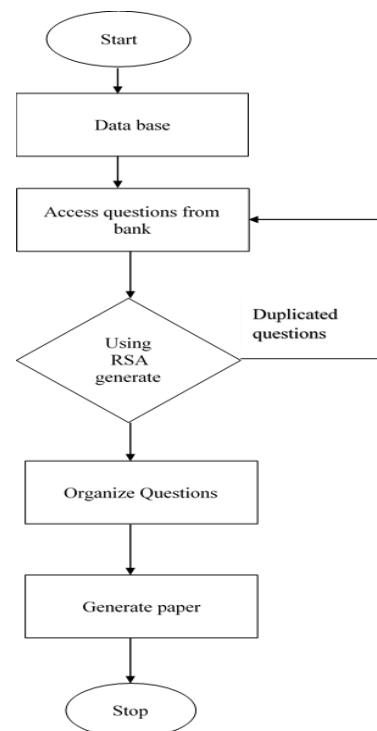 Start
Data base
Access questions from
bank
Duplicated
questions
Using
RSA
generate
Organize Questions
Generate paper
Stop